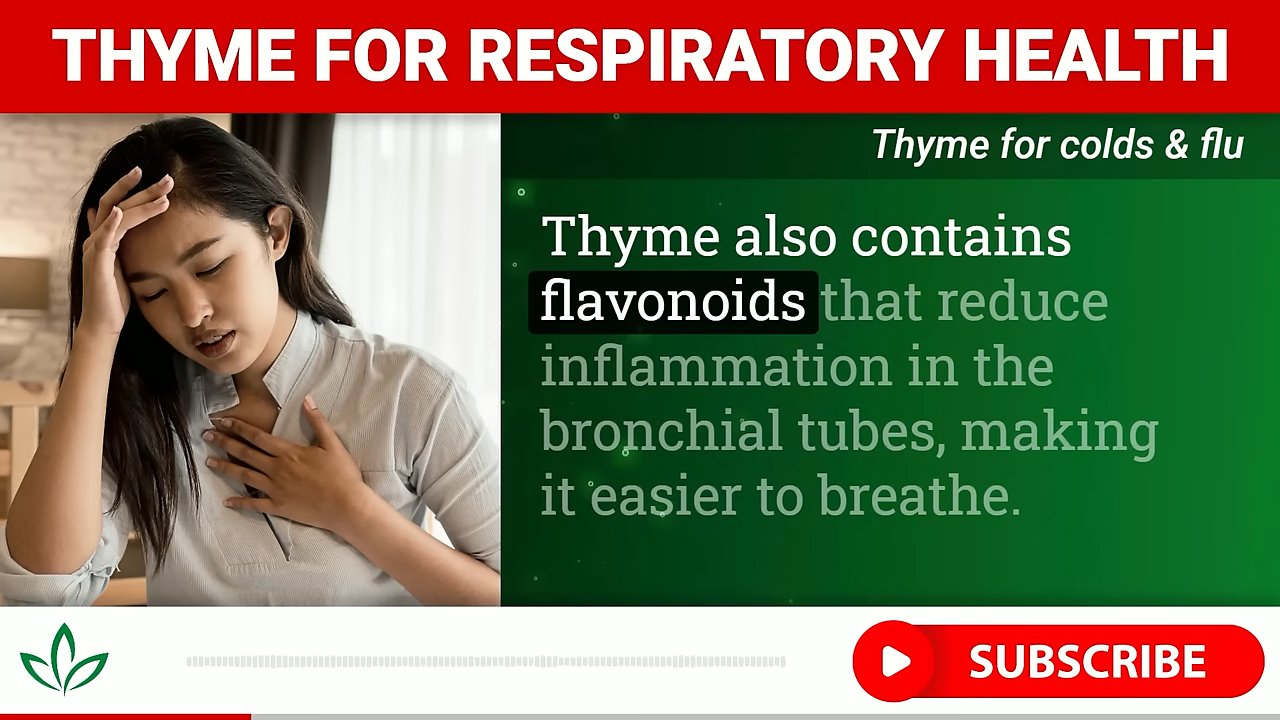 THYME FOR RESPIRATORY HEALTH
Thyme for colds & flu
Thyme also contains
flavonoids that reduce
inflammation in the
bronchial tubes, making
it easier to breathe.
SUBSCRIBE